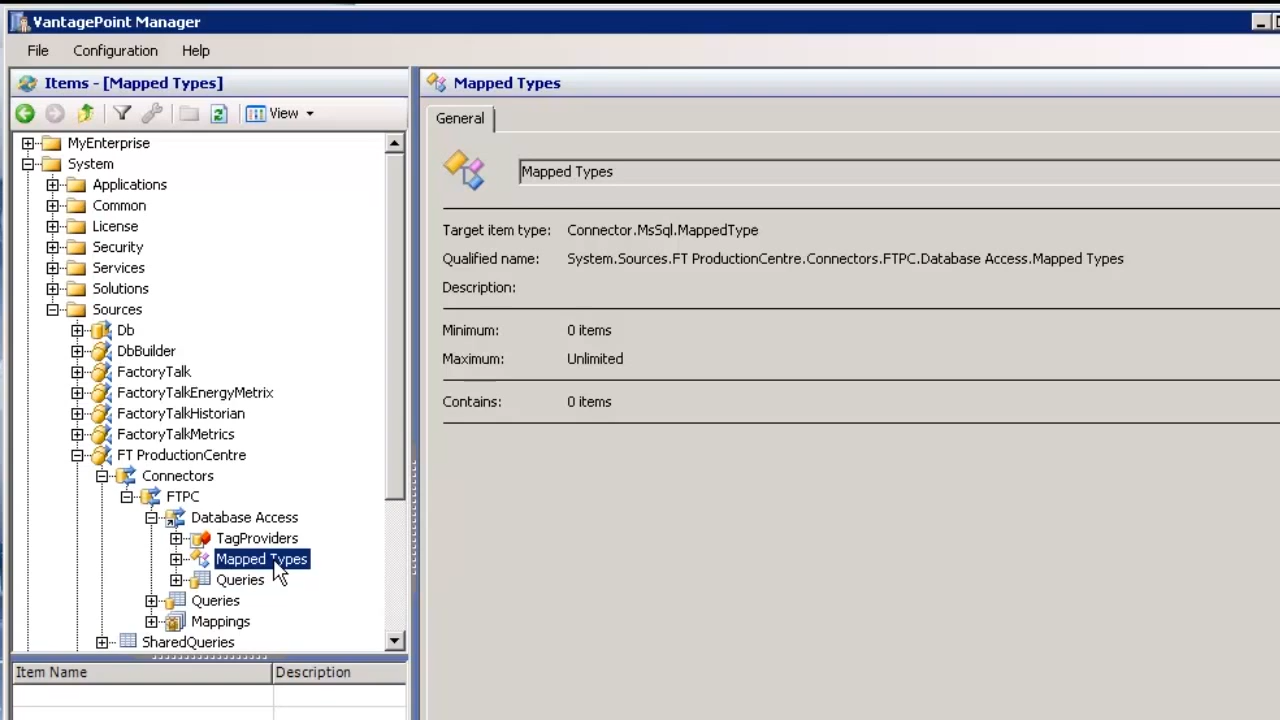 VantagePoint Manager
File Configuration Help
Items - [Mapped Types]
View
MyEnterprise
System
Applications
Common
License
Security
Services
Solutions
Sources
Db
DbBuilder
FactoryTalk
FactoryTalkEnergyMetrix
FactoryTalkHistorian
FactoryTalkMetrics
FT ProductionCentre
Connectors
FTPC
Database Access
TagProviders
Mapped Types
Queries
Queries
Mappings
SharedQueries
Item Name Description
Mapped Types
General
Mapped Types
Target item type: Connector.MsSql.MappedType
Qualified name: System.Sources.FT ProductionCentre.Connectors.FTPC.Database Access.Mapped Types
Description:
Minimum: 0 items
Maximum: Unlimited
Contains: 0 items